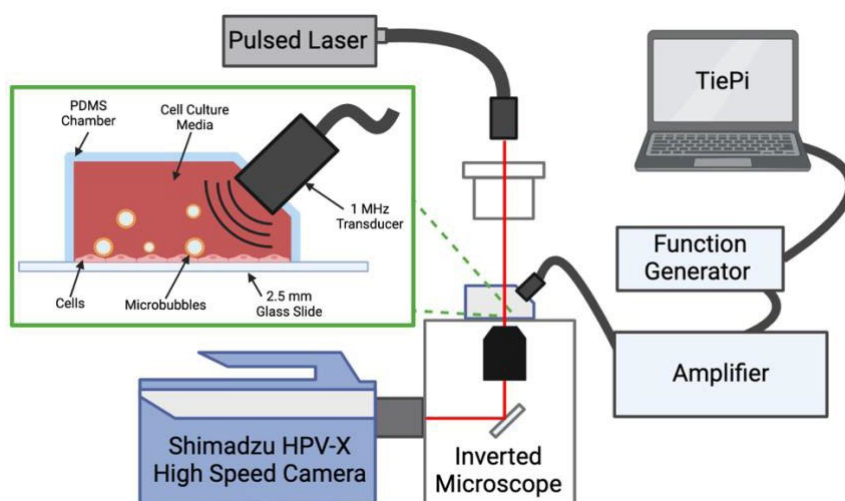 Pulsed Laser
TiePi
PDMS
Chamber
Cell Culture
Media
1 MHz
Transducer
Cells
Microbubbles
2.5 mm
Glass Slide
Function
Generator
Amplifier
Shimadzu HPV-X
High Speed Camera
Inverted
Microscope